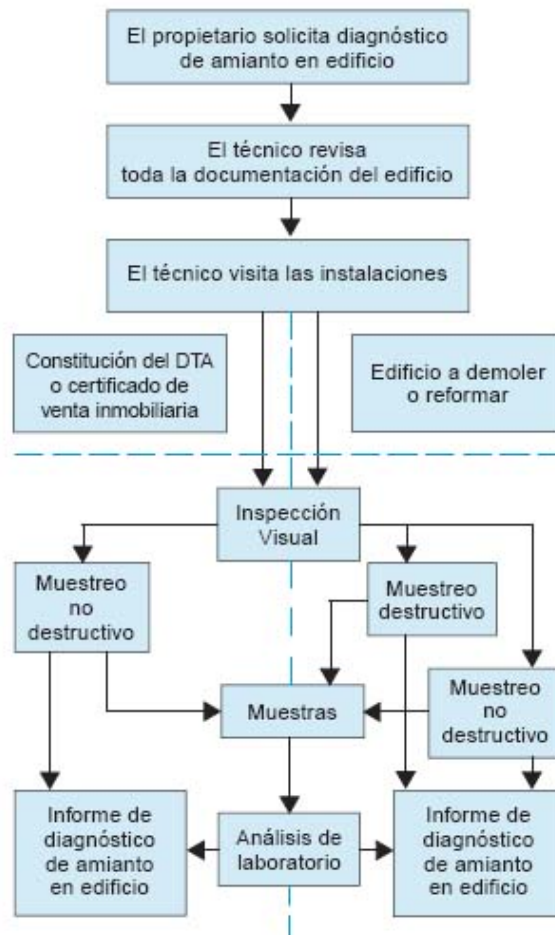 El propietario solicita diagnóstico
de amianto en edificio
El técnico revisa
toda la documentación del edificio
El técnico visita las instalaciones
Constitución del DTA
o certificado de
venta inmobiliaria
Edificio a demoler
o reformar
Inspección
Visual
Muestreo
no
destructivo
Muestreo
destructivo
Muestras
Muestreo
no
destructivo
Informe de
diagnóstico
de amianto
en edificio
Análisis de
laboratorio
Informe de
diagnóstico
de amianto
en edificio